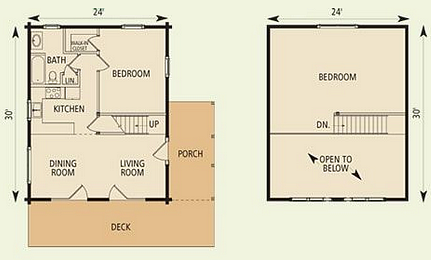 24'
24'
WALK-IN
CLOSET
BATH
LIN.
BEDROOM
BEDROOM
30'
KITCHEN
UP
DN.
30'
DINING
ROOM
LIVING
ROOM
PORCH
OPEN TO
BELOW
DECK